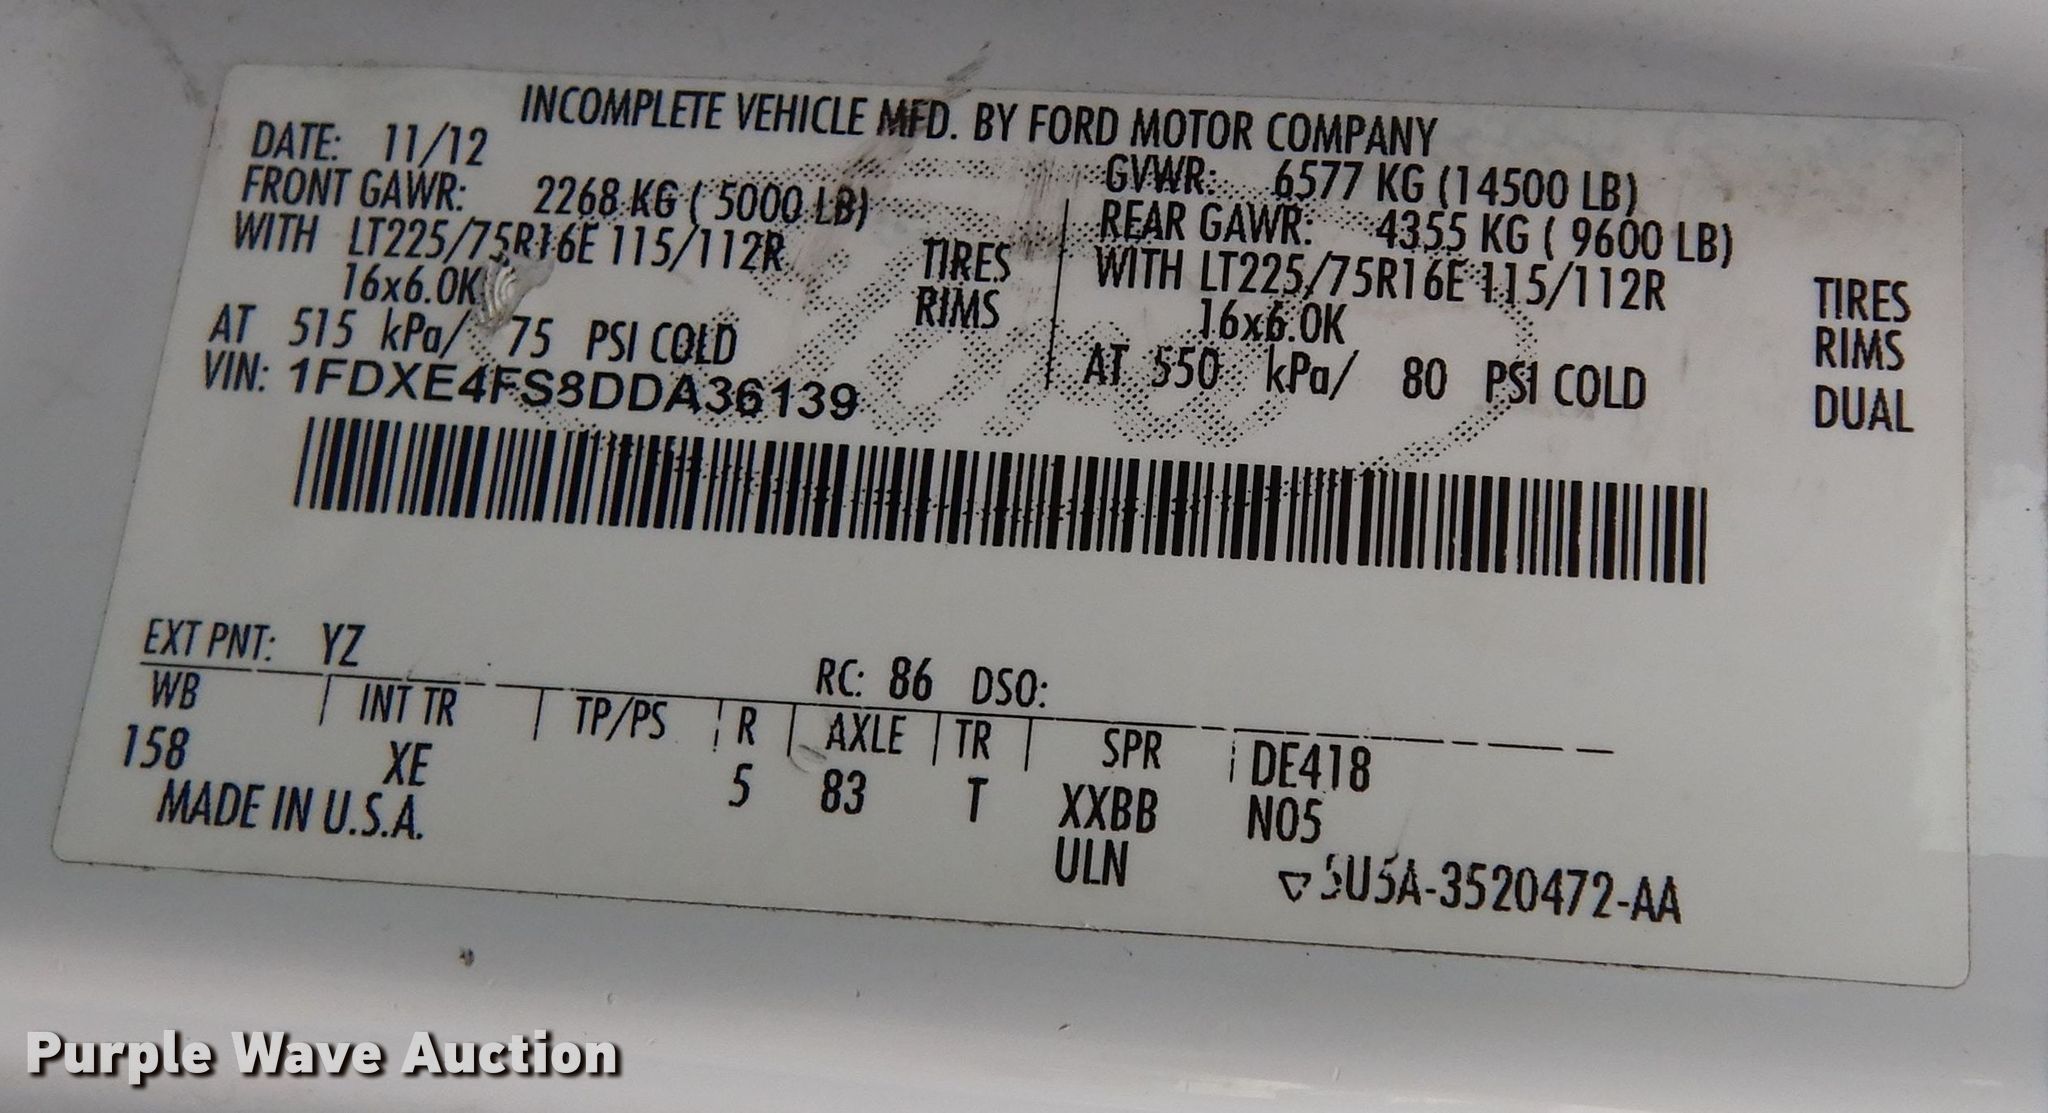 INCOMPLETE VEHICLE MFD. BY FORD MOTOR COMPANY
DATE: 11/12 GVWR: 6577 KG (14500 LB)
FRONT GAWR: 2268 KG ( 5000 LB) REAR GAWR: 4355 KG ( 9600 LB)
WITH LT225/75R16E 115/112R TIRES WITH LT225/75R16E 115/112R TIRES
16x6.0K RIMS 16x6.0K RIMS
AT 515 kPa/ 75 PSI COLD AT 550 kPa/ 80 PSI COLD DUAL
VIN: 1FDXE4FS8DDA36139
EXT PNT: YZ RC: 86 DSO:
WB INT TR TP/PS R AXLE TR SPR DE418
158 XE 5 83 T XXBB N05
MADE IN U.S.A. ULN
▽5U5A-3520472-AA
Purple Wave Auction